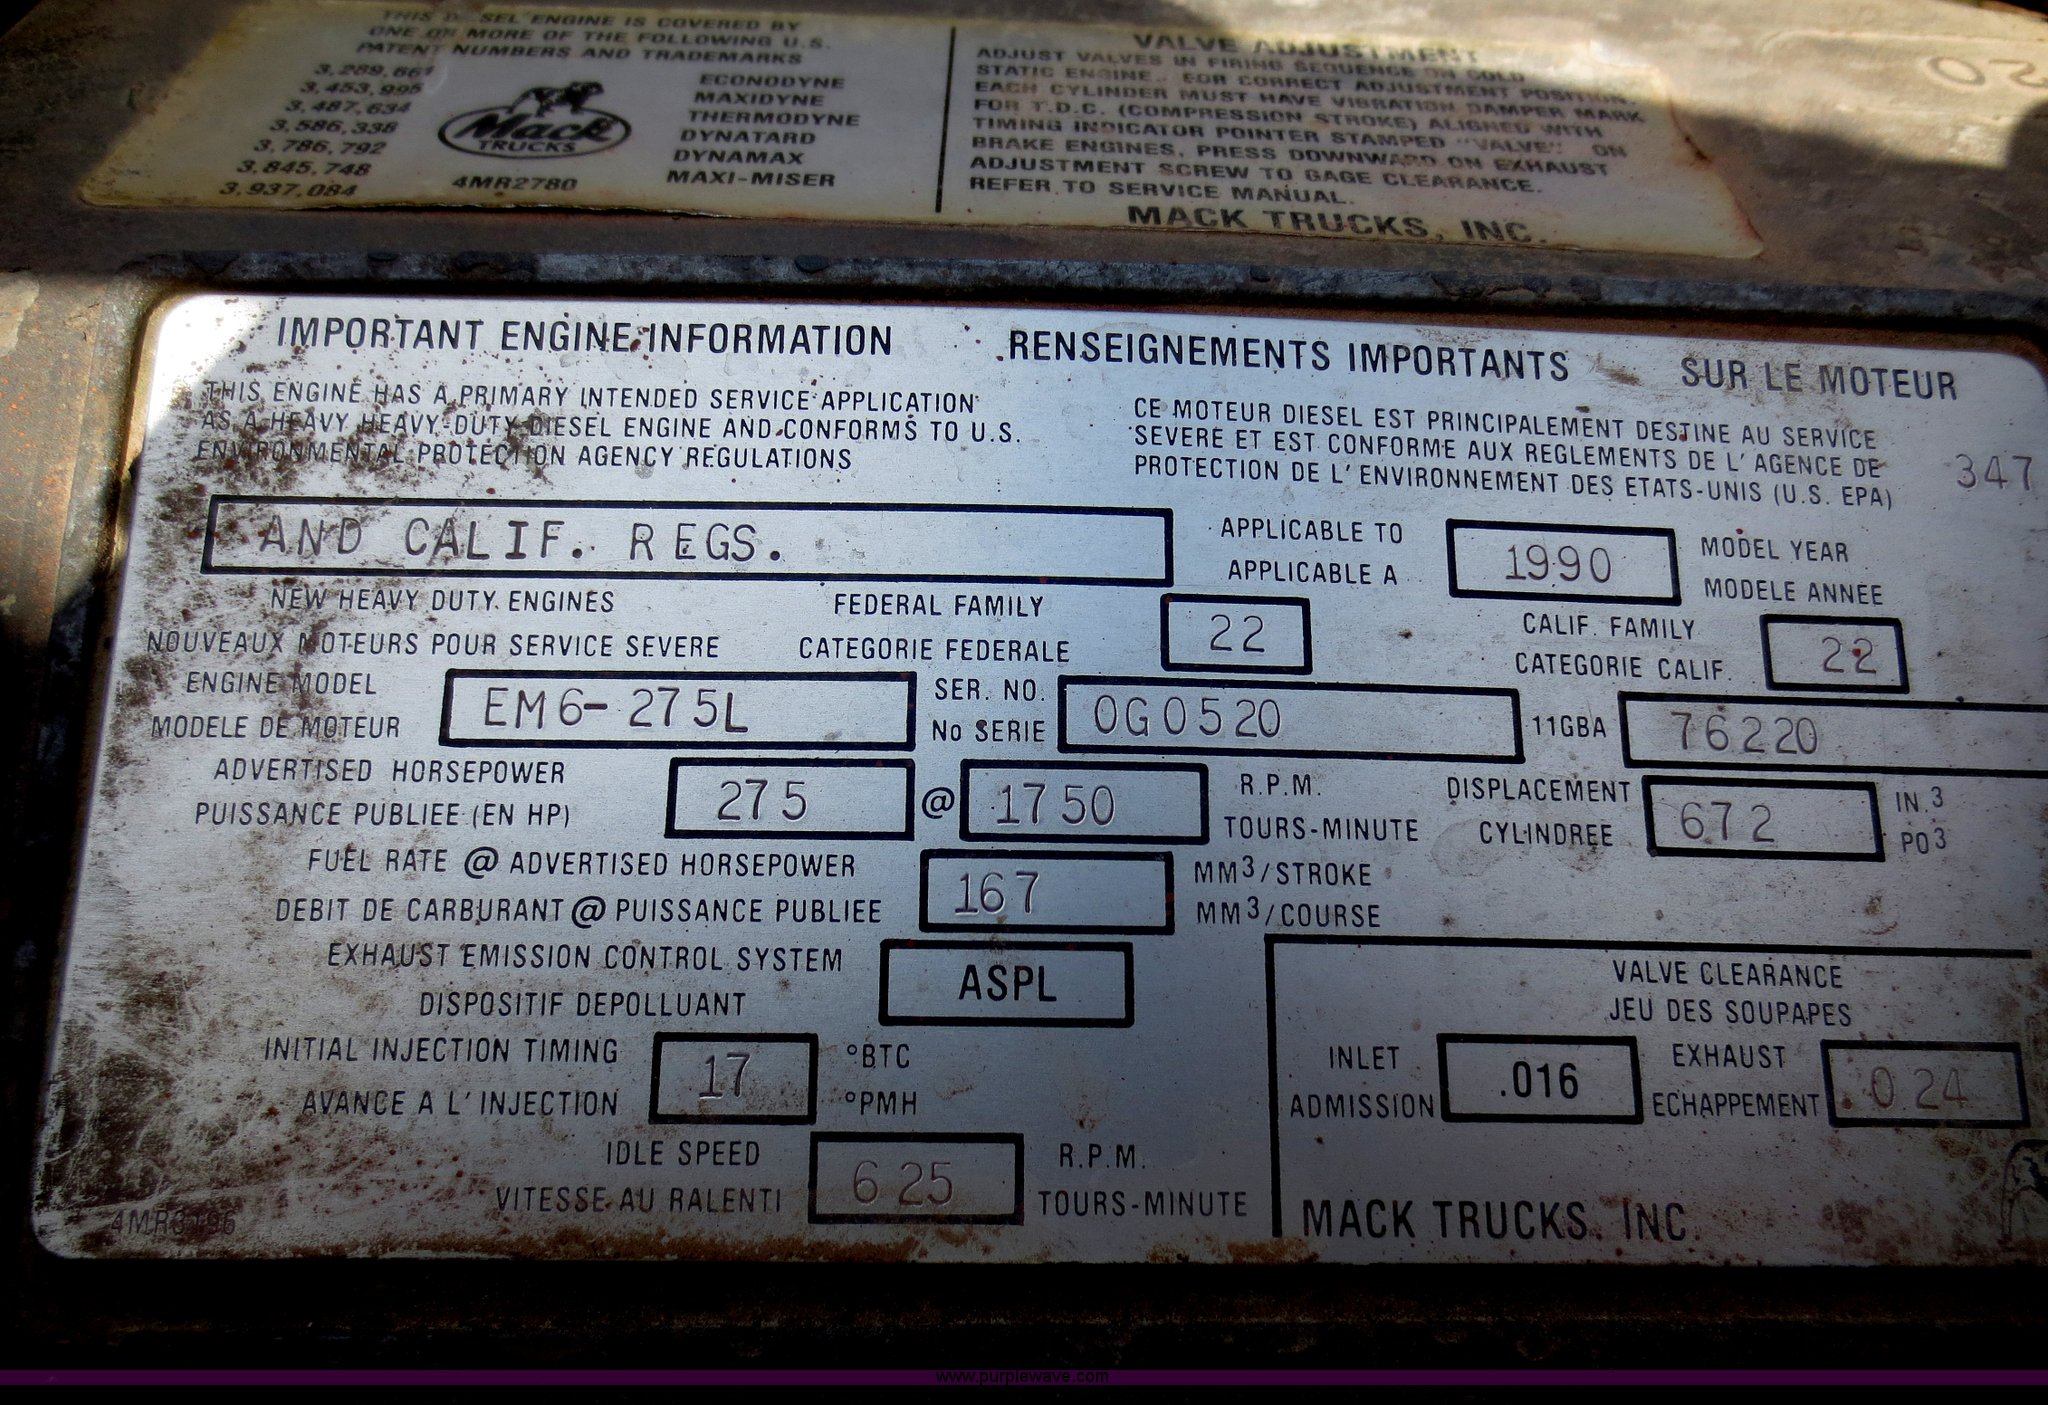 THIS DIESEL ENGINE IS COVERED BY
ONE OR MORE OF THE FOLLOWING U.S.
PATENT NUMBERS AND TRADEMARKS
3,289,661
3,453,995
3,487,634
3,586,338
3,786,792
3,845,748
3,937,084
Mack
TRUCKS
4MR2780
ECONODYNE
MAXIDYNE
THERMODYNE
DYNATARD
DYNAMAX
MAXI-MISER
VALVE ADJUSTMENT
ADJUST VALVES IN FIRING SEQUENCE ON COLD
STATIC ENGINE. FOR CORRECT ADJUSTMENT POSITION,
EACH CYLINDER MUST HAVE VIBRATION DAMPER MARK
FOR T.D.C. (COMPRESSION STROKE) ALIGNED WITH
TIMING INDICATOR POINTER STAMPED "VALVE". ON
BRAKE ENGINES, PRESS DOWNWARD ON EXHAUST
ADJUSTMENT SCREW TO GAGE CLEARANCE.
REFER TO SERVICE MANUAL.
MACK TRUCKS, INC.
IMPORTANT ENGINE INFORMATION
RENSEIGNEMENTS IMPORTANTS SUR LE MOTEUR
THIS ENGINE HAS A PRIMARY INTENDED SERVICE APPLICATION
AS A HEAVY HEAVY-DUTY DIESEL ENGINE AND CONFORMS TO U.S.
ENVIRONMENTAL PROTECTION AGENCY REGULATIONS
CE MOTEUR DIESEL EST PRINCIPALEMENT DESTINE AU SERVICE
SEVERE ET EST CONFORME AUX REGLEMENTS DE L'AGENCE DE
PROTECTION DE L'ENVIRONNEMENT DES ETATS-UNIS (U.S. EPA)
347
AND CALIF. REGS.
APPLICABLE TO
APPLICABLE A
1990
MODEL YEAR
MODELE ANNEE
NEW HEAVY DUTY ENGINES
NOUVEAUX MOTEURS POUR SERVICE SEVERE
FEDERAL FAMILY
CATEGORIE FEDERALE
22
CALIF. FAMILY
CATEGORIE CALIF.
22
ENGINE MODEL
MODELE DE MOTEUR
EM6-275L
SER. NO.
No SERIE
0G0520
11GBA
76220
ADVERTISED HORSEPOWER
PUISSANCE PUBLIEE (EN HP)
275
@
1750
R.P.M.
TOURS-MINUTE
DISPLACEMENT
CYLINDREE
672
IN.3
PO3
FUEL RATE @ ADVERTISED HORSEPOWER
DEBIT DE CARBURANT @ PUISSANCE PUBLIEE
167
MM3/STROKE
MM3/COURSE
EXHAUST EMISSION CONTROL SYSTEM
DISPOSITIF DEPOLLUANT
ASPL
INITIAL INJECTION TIMING
AVANCE A L'INJECTION
17
°BTC
°PMH
IDLE SPEED
VITESSE AU RALENTI
625
R.P.M.
TOURS-MINUTE
VALVE CLEARANCE
JEU DES SOUPAPES
INLET
ADMISSION
.016
EXHAUST
ECHAPPEMENT
.024
MACK TRUCKS, INC.
www.purplewave.com